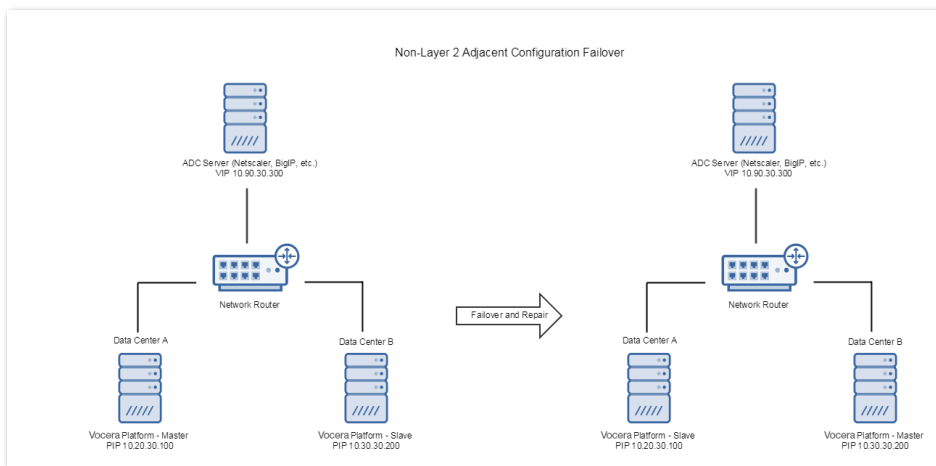 Non-Layer 2 Adjacent Configuration Failover
ADC Server (Netscaler, BigIP, etc.)
VIP 10.90.30.300
Network Router
Data Center A
Data Center B
Vocera Platform - Master
PIP 10.20.30.100
Vocera Platform - Slave
PIP 10.30.30.200
Failover and Repair
ADC Server (Netscaler, BigIP, etc.)
VIP 10.90.30.300
Network Router
Data Center A
Data Center B
Vocera Platform - Slave
PIP 10.20.30.100
Vocera Platform - Master
PIP 10.30.30.200